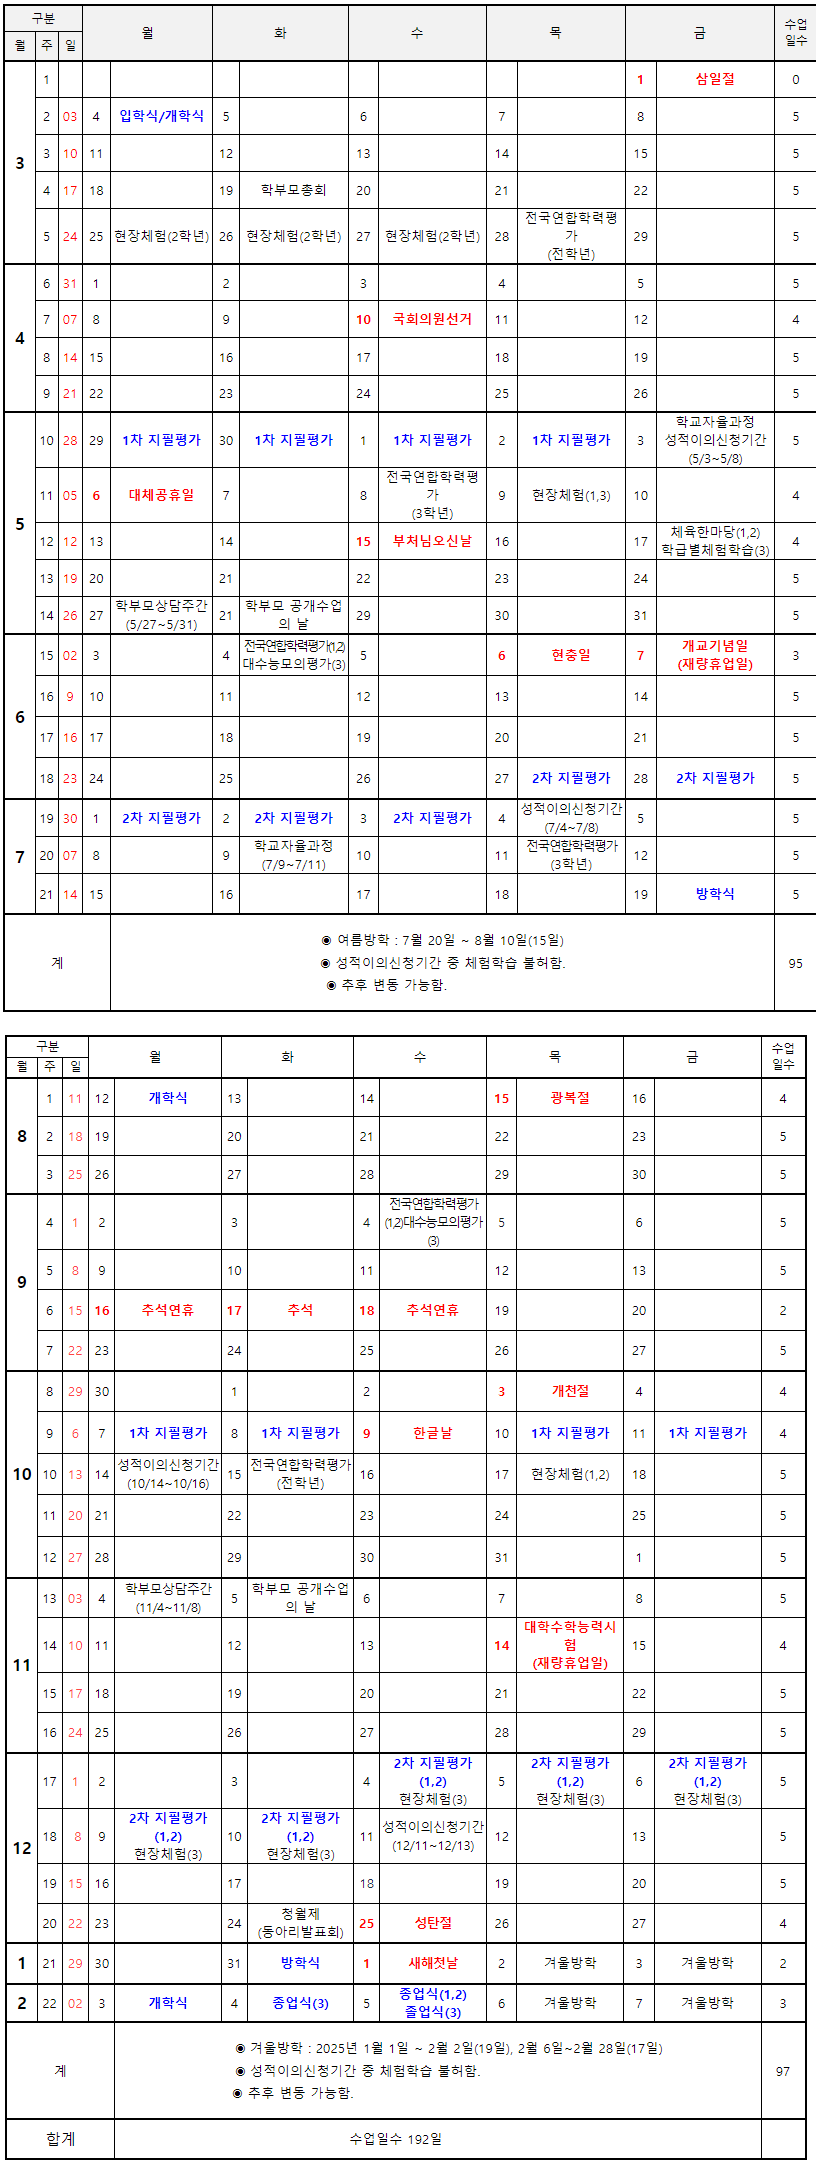 구분 월 화 수 목 금 수업
일수
월 주 일
3
1 1 삼일절 0
2 03 4 입학식/개학식 5 6 7 8 5
3 10 11 12 13 14 15 5
4 17 18 19 학부모총회 20 21 22 5
5 24 25 현장체험(2학년) 26 현장체험(2학년) 27 현장체험(2학년) 28 전국연합학력평
가
(전학년) 29 5
4
6 31 1 2 3 4 5 5
7 07 8 9 10 국회의원선거 11 12 4
8 14 15 16 17 18 19 5
9 21 22 23 24 25 26 5
5
10 28 29 1차 지필평가 30 1차 지필평가 1 1차 지필평가 2 1차 지필평가 3 학교자율과정
성적이의신청기간
(5/3~5/8) 5
11 05 6 대체공휴일 7 8 전국연합학력평
가
(3학년) 9 현장체험(1,3) 10 4
12 12 13 14 15 부처님오신날 16 17 체육한마당(1,2)
학급별체험학습(3) 4
13 19 20 21 22 23 24 5
14 26 27 학부모상담주간
(5/27~5/31) 21 학부모 공개수업
의 날 29 30 31 5
6
15 02 3 4 전국연합학력평가(1,2)
대수능모의평가(3) 5 6 현충일 7 개교기념일
(재량휴업일) 3
16 9 10 11 12 13 14 5
17 16 17 18 19 20 21 5
18 23 24 25 26 27 2차 지필평가 28 2차 지필평가 5
7
19 30 1 2차 지필평가 2 2차 지필평가 3 2차 지필평가 4 성적이의신청기간
(7/4~7/8) 5 5
20 07 8 9 학교자율과정
(7/9~7/11) 10 11 전국연합학력평가
(3학년) 12 5
21 14 15 16 17 18 19 방학식 5
계
◉ 여름방학 : 7월 20일 ~ 8월 10일(15일)
◉ 성적이의신청기간 중 체험학습 불허함.
◉ 추후 변동 가능함.
95
구분 월 화 수 목 금 수업
일수
월 주 일
8
1 11 12 개학식 13 14 15 광복절 16 4
2 18 19 20 21 22 23 5
3 25 26 27 28 29 30 5
9
4 1 2 3 4 전국연합학력평가
(1,2)대수능모의평가
(3) 5 6 5
5 8 9 10 11 12 13 5
6 15 16 추석연휴 17 추석 18 추석연휴 19 20 2
7 22 23 24 25 26 27 5
10
8 29 30 1 2 3 개천절 4 4
9 6 7 1차 지필평가 8 1차 지필평가 9 한글날 10 1차 지필평가 11 1차 지필평가 4
10 13 14 성적이의신청기간
(10/14~10/16) 15 전국연합학력평가
(전학년) 16 17 현장체험(1,2) 18 5
11 20 21 22 23 24 25 5
12 27 28 29 30 31 1 5
11
13 03 4 학부모상담주간
(11/4~11/8) 5 학부모 공개수업
의 날 6 7 8 5
14 10 11 12 13 14 대학수학능력시
험
(재량휴업일) 15 4
15 17 18 19 20 21 22 5
16 24 25 26 27 28 29 5
12
17 1 2 3 4 2차 지필평가
(1,2)
현장체험(3) 5 2차 지필평가
(1,2)
현장체험(3) 6 2차 지필평가
(1,2)
현장체험(3) 5
18 8 9 2차 지필평가
(1,2)
현장체험(3) 10 2차 지필평가
(1,2)
현장체험(3) 11 성적이의신청기간
(12/11~12/13) 12 13 5
19 15 16 17 18 19 20 5
20 22 23 24 청월제
(동아리발표회) 25 성탄절 26 27 4
1 21 29 30 31 방학식 1 새해첫날 2 겨울방학 3 겨울방학 2
2 22 02 3 개학식 4 종업식(3) 5 종업식(1,2)
졸업식(3) 6 겨울방학 7 겨울방학 3
계
◉ 겨울방학 : 2025년 1월 1일 ~ 2월 2일(19일), 2월 6일~2월 28일(17일)
◉ 성적이의신청기간 중 체험학습 불허함.
◉ 추후 변동 가능함.
97
합계 수업일수 192일